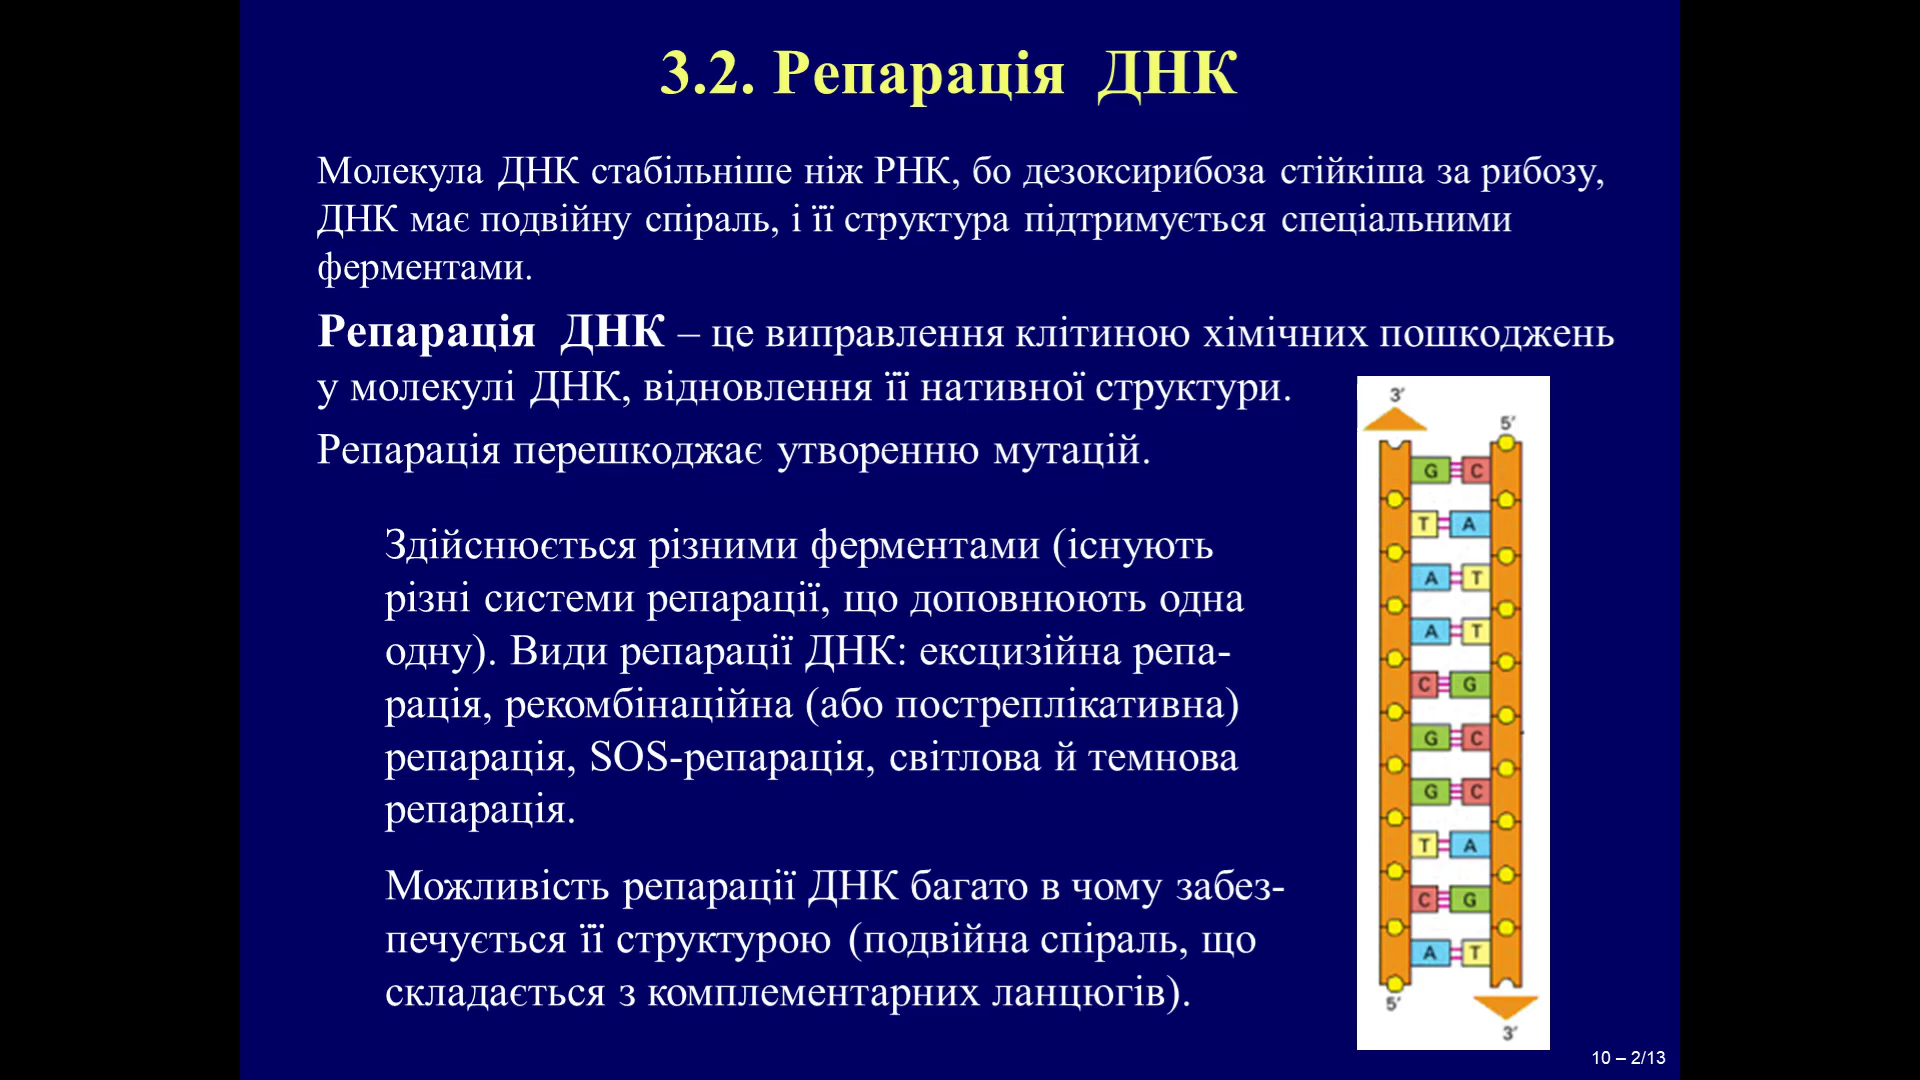 3.2. Репарація ДНК
Молекула ДНК стабільніше ніж РНК, бо дезоксирибоза стійкіша за рибозу,
ДНК має подвійну спіраль, і її структура підтримується спеціальними
ферментами.
Репарація ДНК – це виправлення клітиною хімічних пошкоджень
у молекулі ДНК, відновлення її нативної структури.
Репарація перешкоджає утворенню мутацій.
Здійснюється різними ферментами (існують
різні системи репарації, що доповнюють одна
одну). Види репарації ДНК: ексцизійна репа-
рація, рекомбінаційна (або постреплікативна)
репарація, SOS-репарація, світлова й темнова
репарація.
Можливість репарації ДНК багато в чому забез-
печується її структурою (подвійна спіраль, що
складається з комплементарних ланцюгів).
3′
5′
G C
T A
A T
A T
C G
G C
G C
T A
C G
A T
5′
3′
10 – 2/13